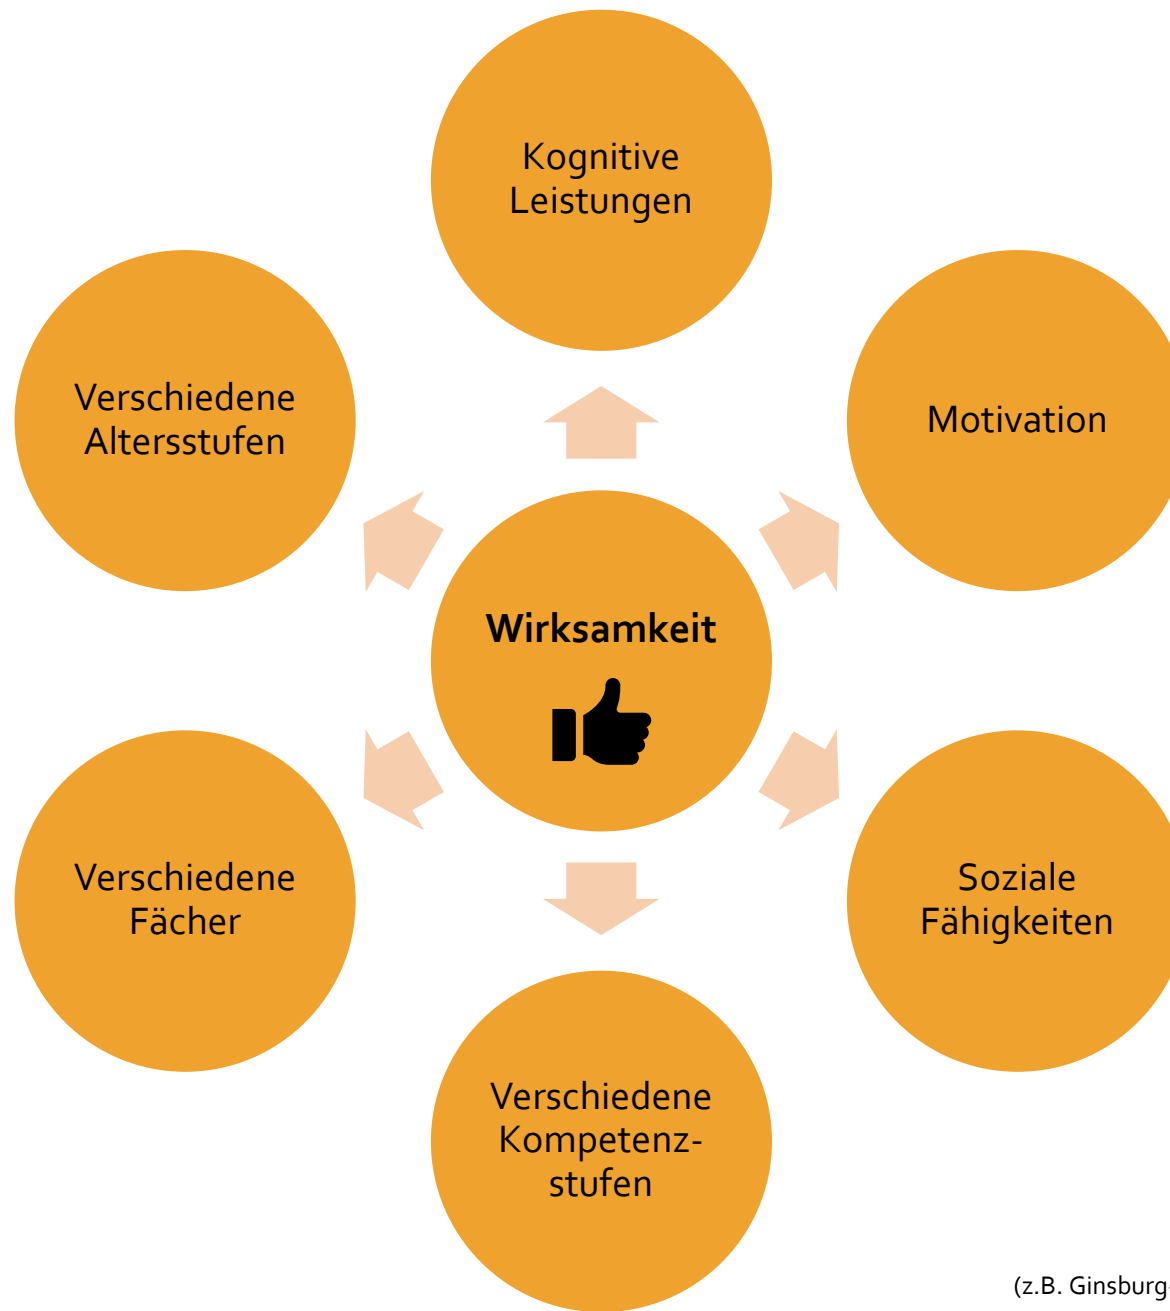 Kognitive
Leistungen
Verschiedene
Altersstufen
Motivation
Wirksamkeit
Verschiedene
Fächer
Soziale
Fähigkeiten
Verschiedene
Kompetenz-
stufen
(z.B. Ginsburg-